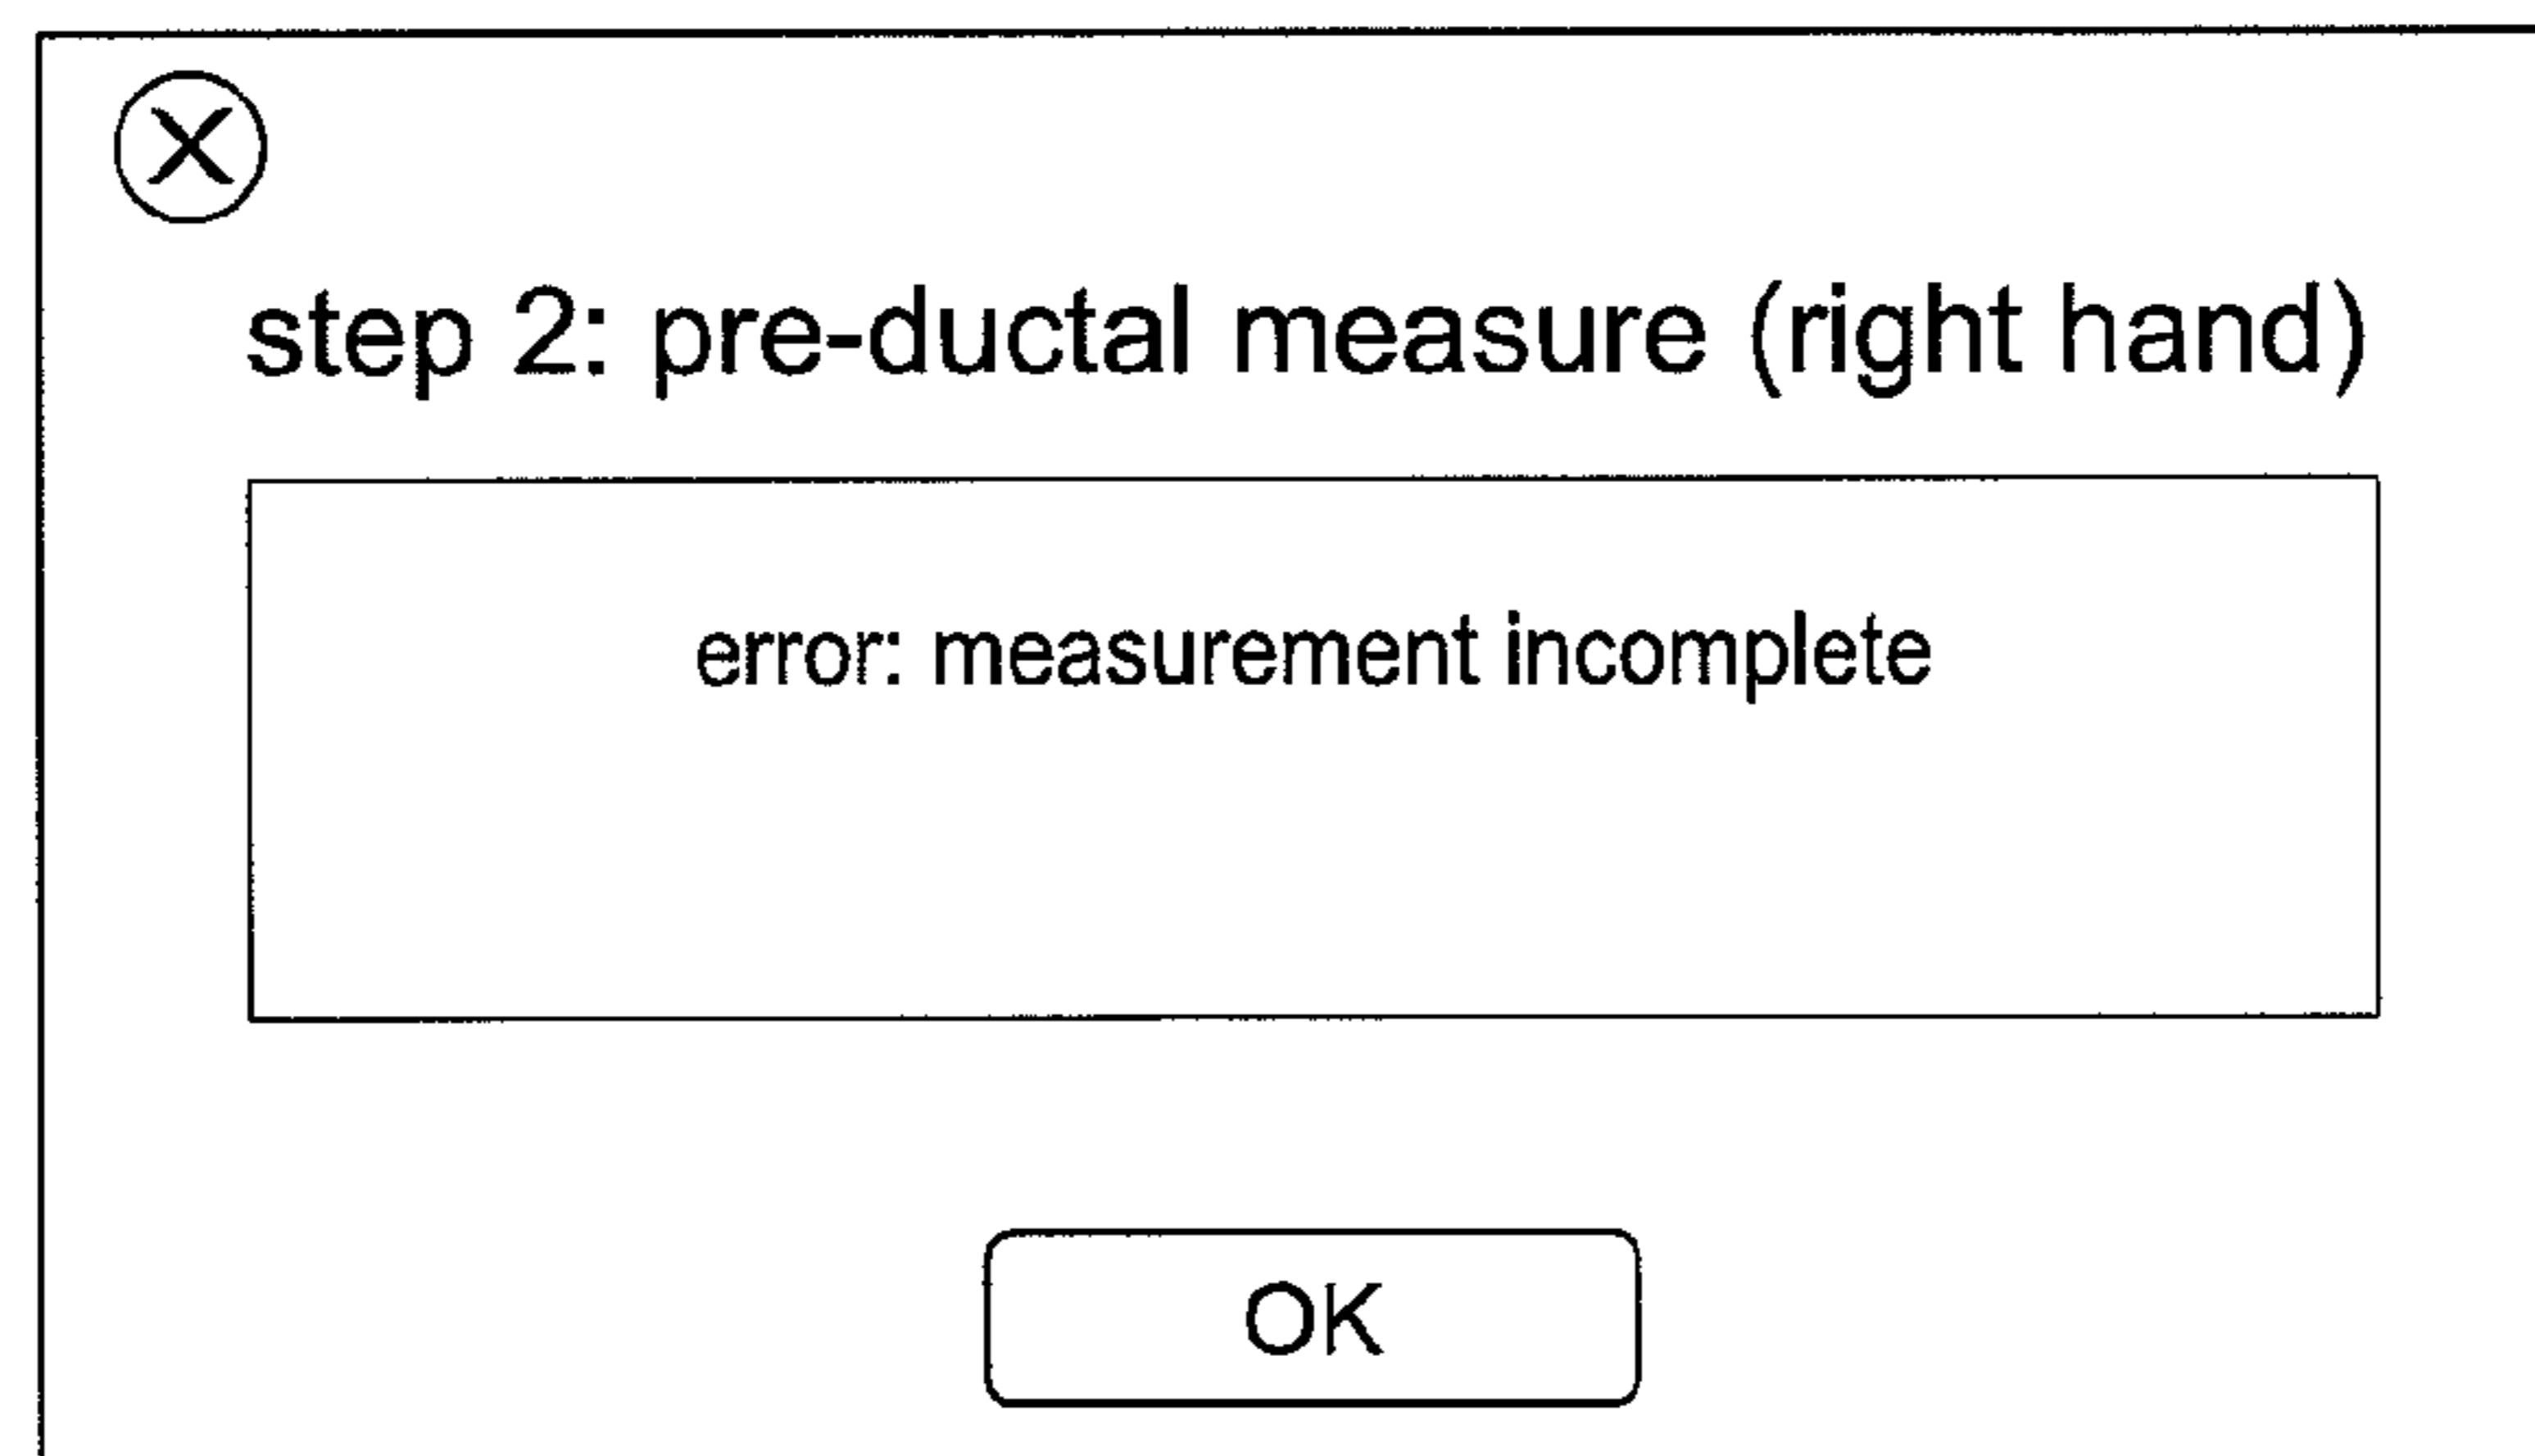 X
step 2: pre-ductal measure (right hand)
error: measurement incomplete
OK